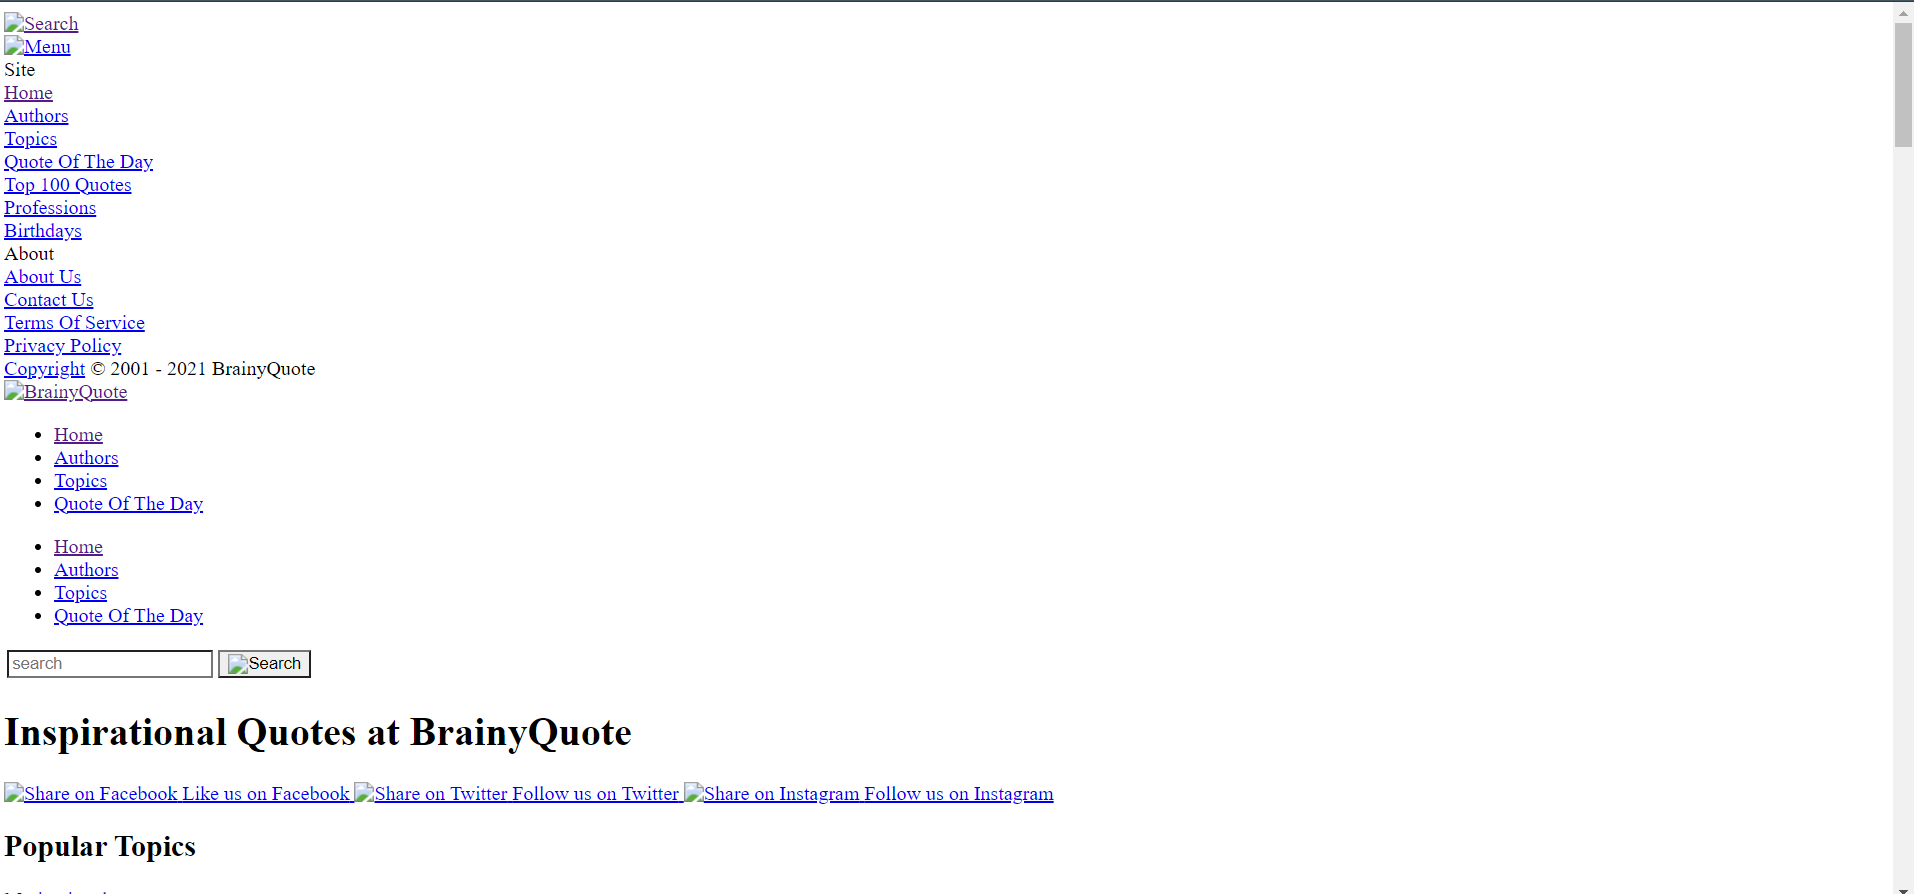 Search
Menu
Site
Home
Authors
Topics
Quote Of The Day
Top 100 Quotes
Professions
Birthdays
About
About Us
Contact Us
Terms Of Service
Privacy Policy
Copyright © 2001 - 2021 BrainyQuote
BrainyQuote
Home
Authors
Topics
Quote Of The Day
Home
Authors
Topics
Quote Of The Day
search Search
Inspirational Quotes at BrainyQuote
Share on Facebook Like us on Facebook Share on Twitter Follow us on Twitter Share on Instagram Follow us on Instagram
Popular Topics